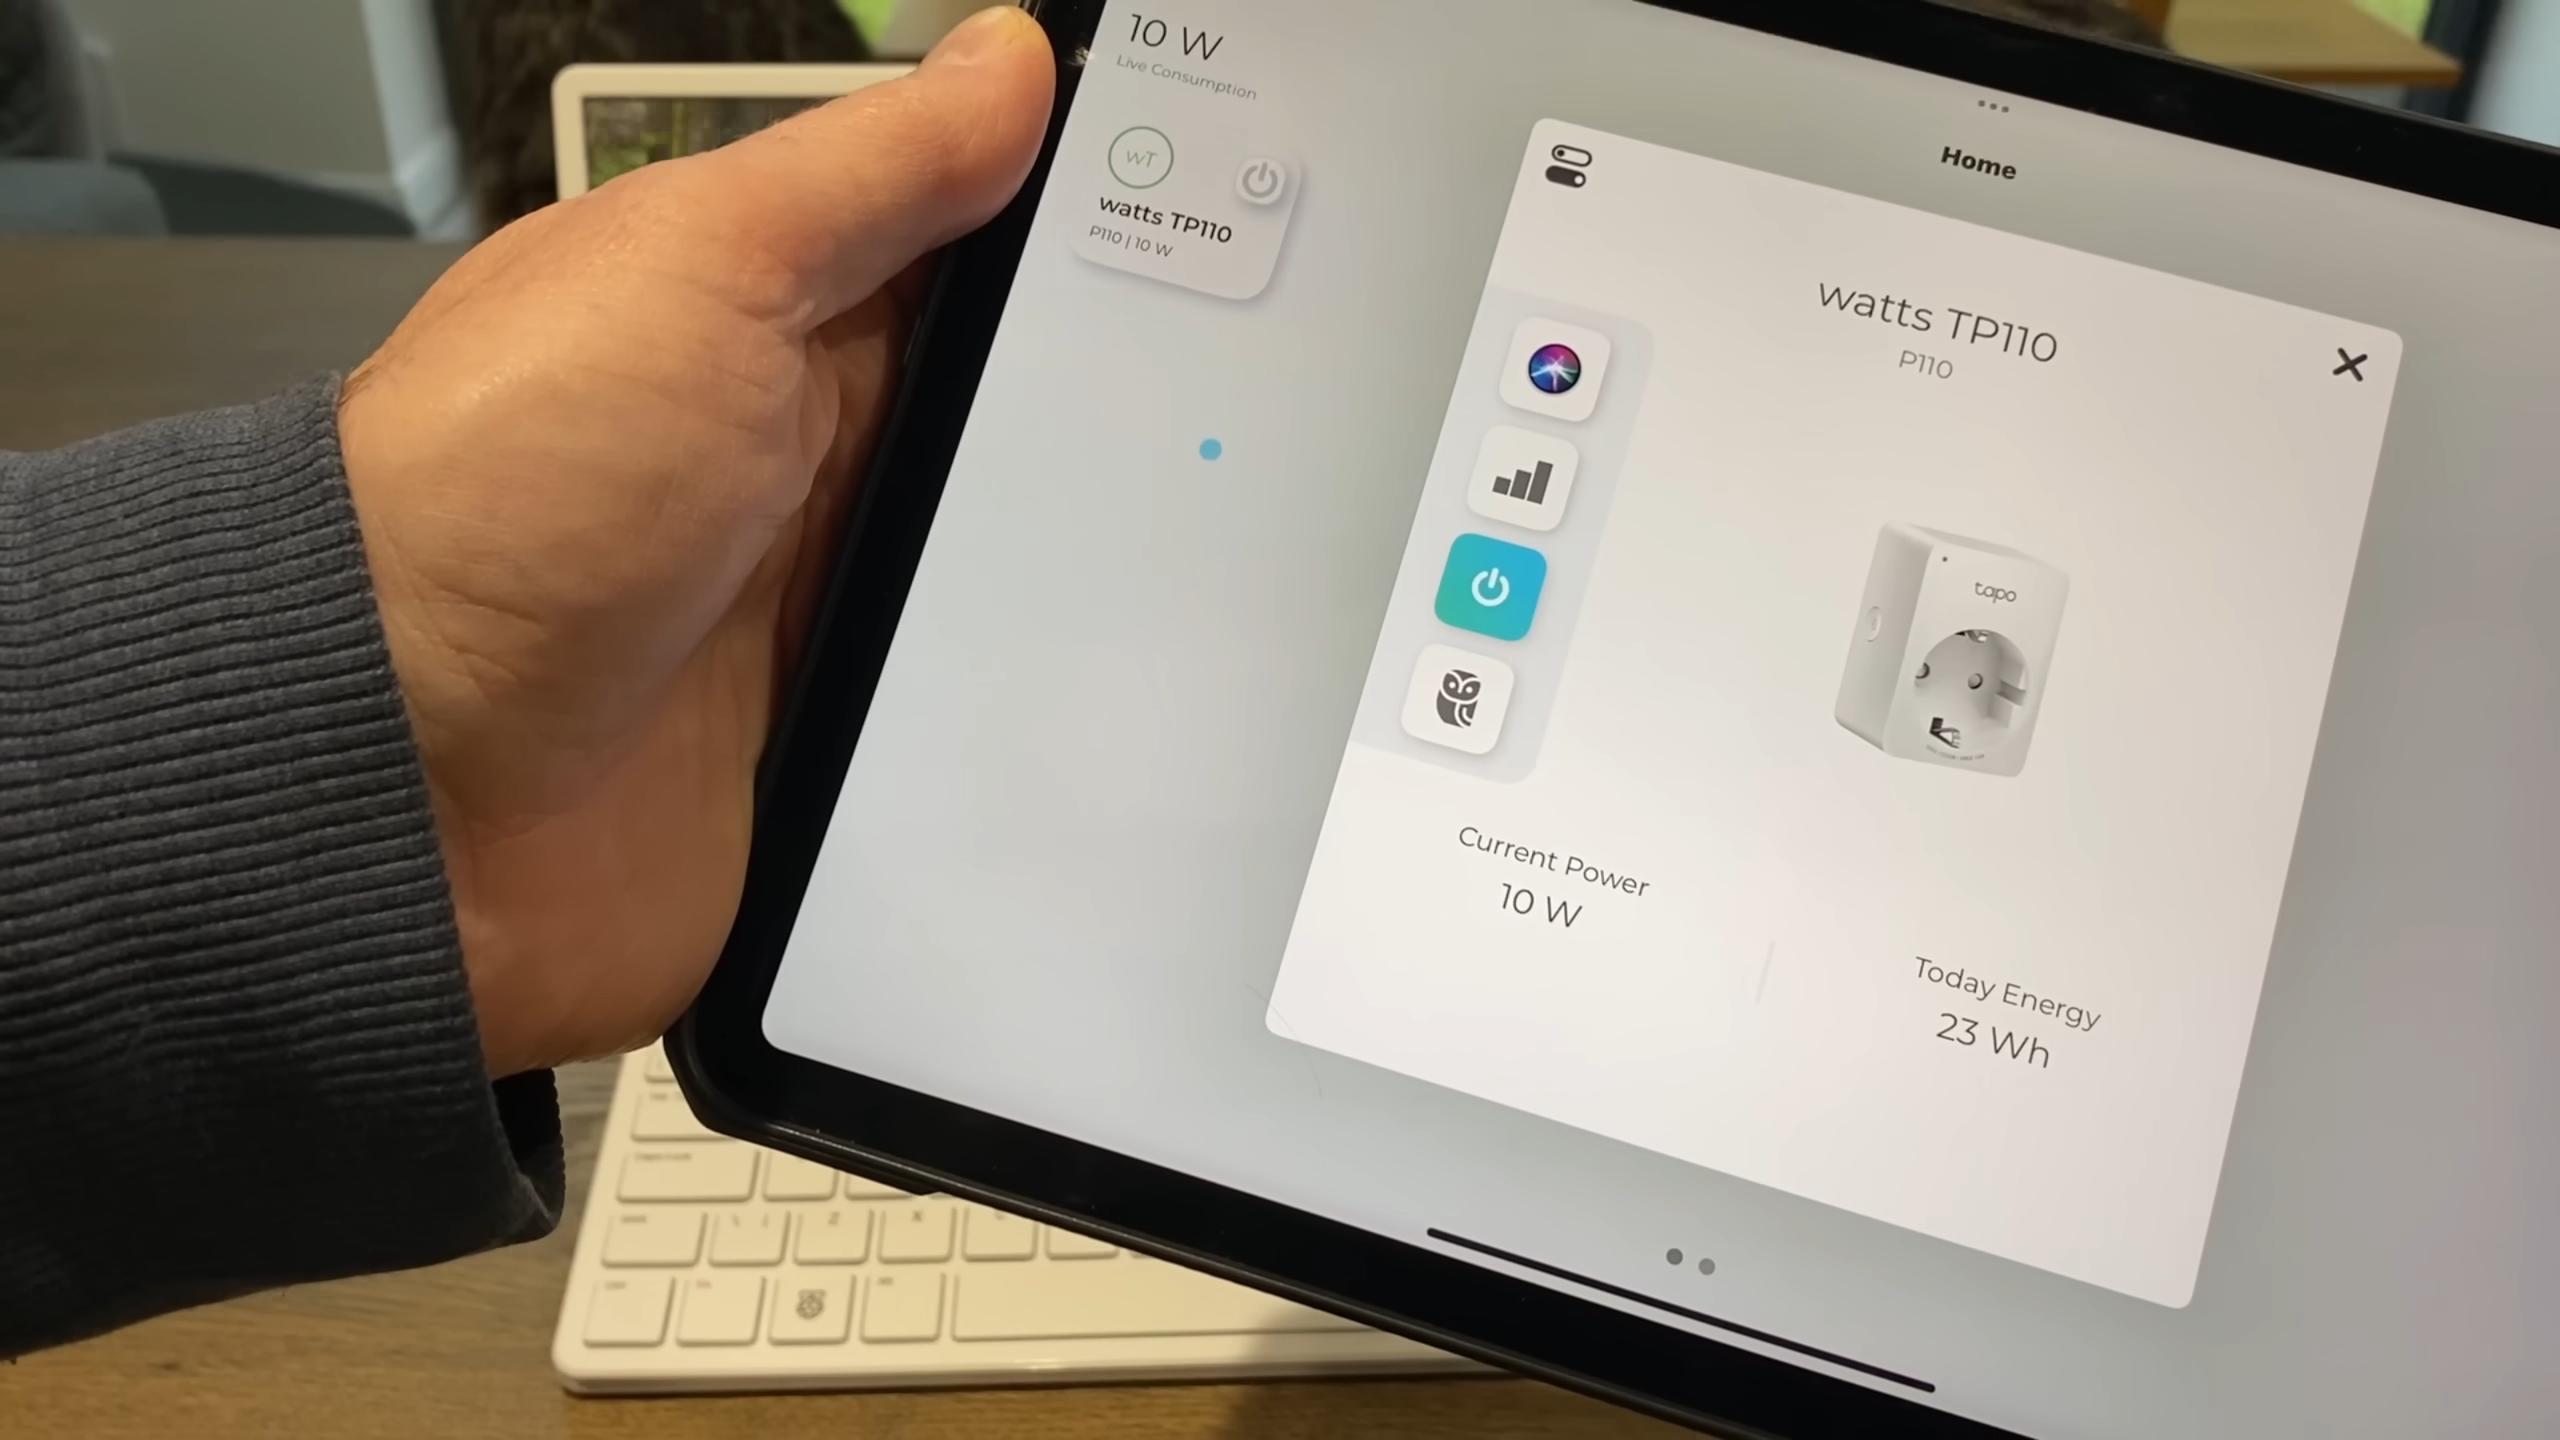 10 W
Live Consumption
WT
watts TP110
P110 | 10 W
Home
watts TP110
P110
tapo
Current Power
10 W
Today Energy
23 Wh
Z
X